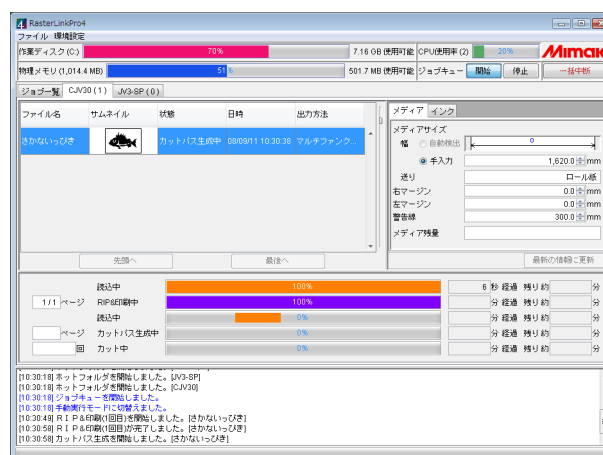 RasterLinkPro4
ファイル 環境設定
作業ディスク(C:) 70% 7.16 GB 使用可能 CPU使用率(2) 20% Mimaki
物理メモリ(1,014.4 MB) 51% 501.7 MB 使用可能 ジョブキュー 開始 停止 一括中断
ジョブ一覧 CJV30(1) JV3-SP(0)
ファイル名 サムネイル 状態 日時 出力方法
さかないっぴき カットパス生成中 08/09/11 10:30:38 マルチファンク...
先頭へ 最後へ
メディア インク
メディアサイズ
幅 自動検出 0
手入力 1,620.0 mm
送り ロール紙
右マージン 0.0 mm
左マージン 0.0 mm
警告線 300.0 mm
メディア残量
最新の情報に更新
読込中 100% 6 秒 経過 残り約 分
1/1 ページ RIP&印刷中 100% 分 経過 残り約 分
読込中 0% 分 経過 残り約 分
ページ カットパス生成中 0% 分 経過 残り約 分
回 カット中 0% 分 経過 残り約 分
[10:30:18] ホットフォルダを開始しました。[JV3-SP]
[10:30:18] ホットフォルダを開始しました。[CJV30]
[10:30:18] ジョブキューを開始しました。
[10:30:18] 手動実行モードに切替えました。
[10:30:49] ＲＩＰ&印刷(1回目)を開始しました。[さかないっぴき]
[10:30:58] ＲＩＰ&印刷(1回目)が完了しました。[さかないっぴき]
[10:30:58] カットパス生成を開始しました。[さかないっぴき]